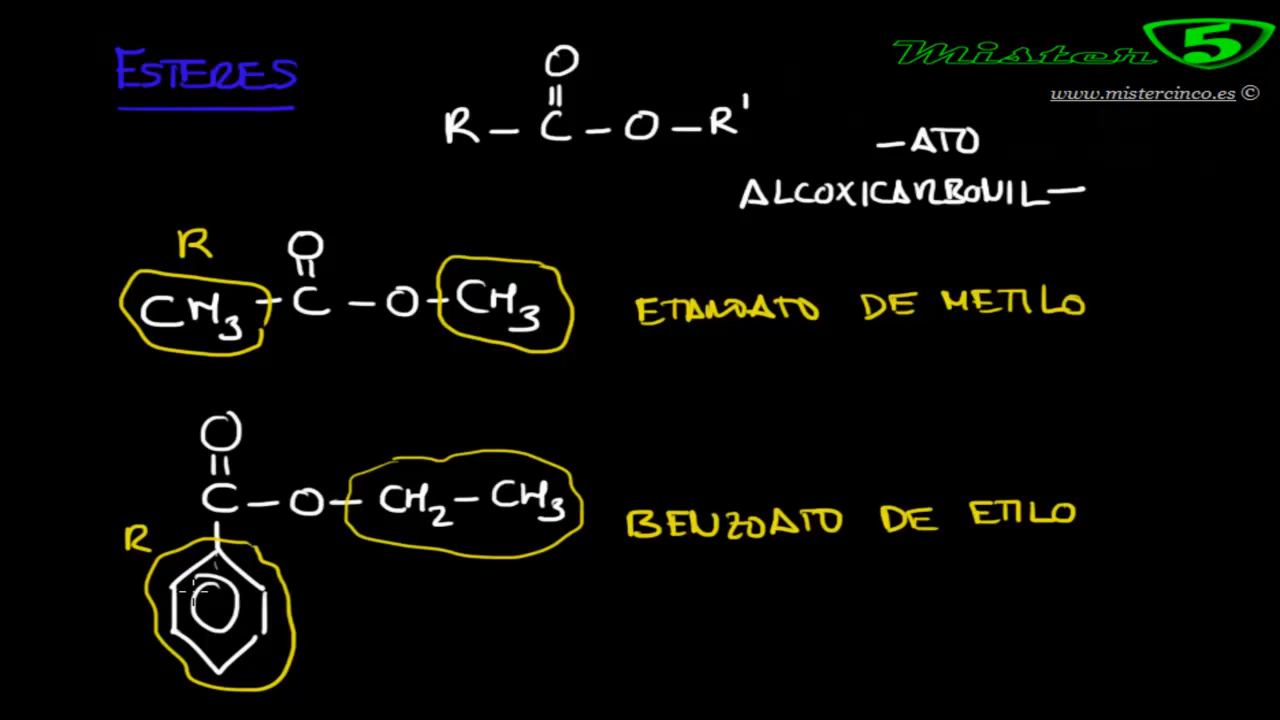 ESTERES
Mister 5
www.mistercinco.es ©
O
R - C - O - R'
-ATO
ALCOXICARBONIL-
R
O
CH3 - C - O - CH3
ETANOATO DE METILO
O
C - O - CH2 - CH3
BENZOATO DE ETILO
R